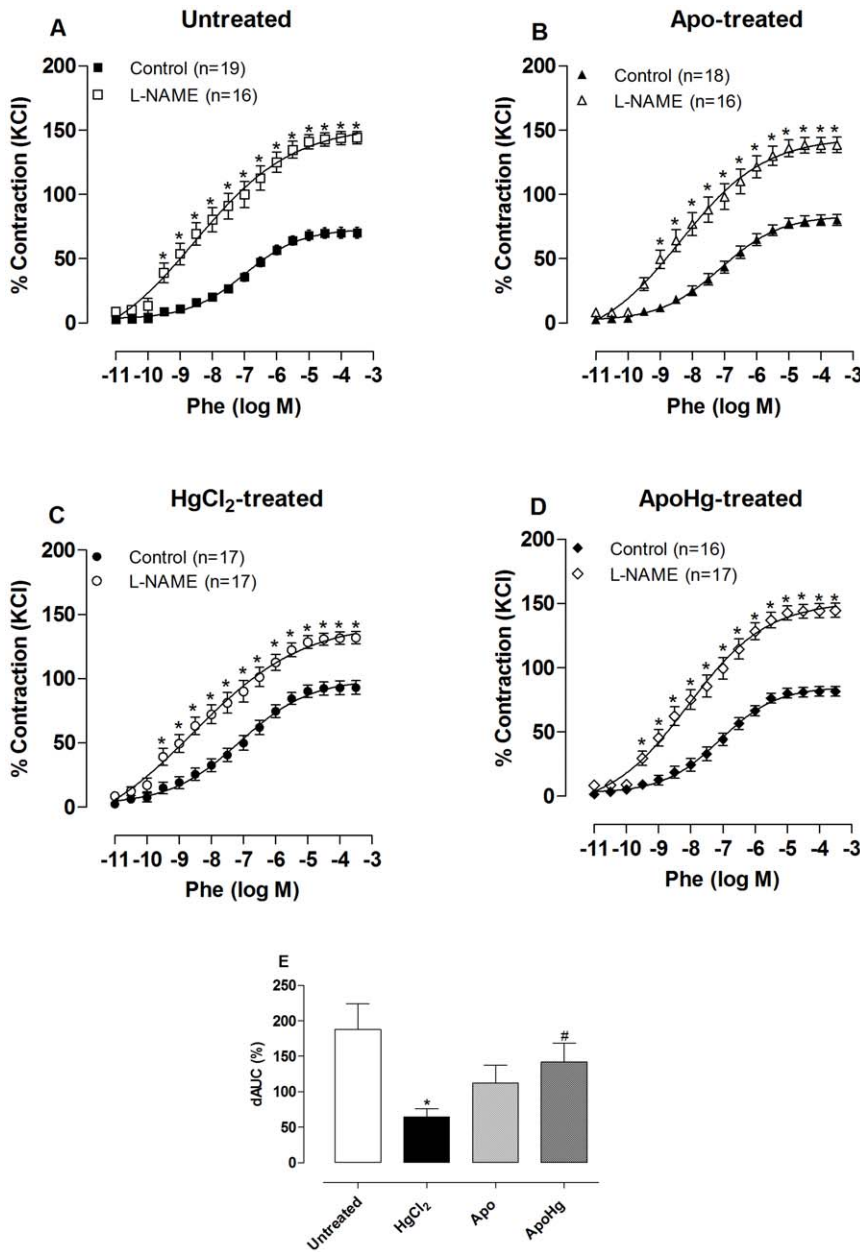 A
Untreated
% Contraction (KCl)
200
150
100
50
0
Control (n=19)
L-NAME (n=16)
* * * * * * * * * * * * *
-11 -10 -9 -8 -7 -6 -5 -4 -3
Phe (log M)
B
Apo-treated
% Contraction (KCl)
200
150
100
50
0
Control (n=18)
L-NAME (n=16)
* * * * * * * * * * * *
-11 -10 -9 -8 -7 -6 -5 -4 -3
Phe (log M)
C
HgCl₂-treated
% Contraction (KCl)
200
150
100
50
0
Control (n=17)
L-NAME (n=17)
* * * * * * * * * * * * *
-11 -10 -9 -8 -7 -6 -5 -4 -3
Phe (log M)
D
ApoHg-treated
% Contraction (KCl)
200
150
100
50
0
Control (n=16)
L-NAME (n=17)
* * * * * * * * * * * * *
-11 -10 -9 -8 -7 -6 -5 -4 -3
Phe (log M)
E
dAUC (%)
250
200
150
100
50
0
*
#
Untreated
HgCl₂
Apo
ApoHg